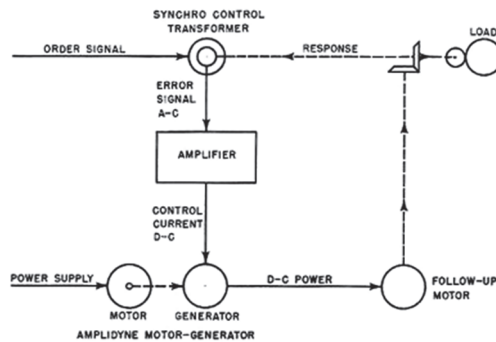 SYNCHRO CONTROL
TRANSFORMER
ORDER SIGNAL
RESPONSE
LOAD
ERROR
SIGNAL
A-C
AMPLIFIER
CONTROL
CURRENT
D-C
POWER SUPPLY
D-C POWER
FOLLOW-UP
MOTOR
MOTOR
GENERATOR
AMPLIDYNE MOTOR-GENERATOR